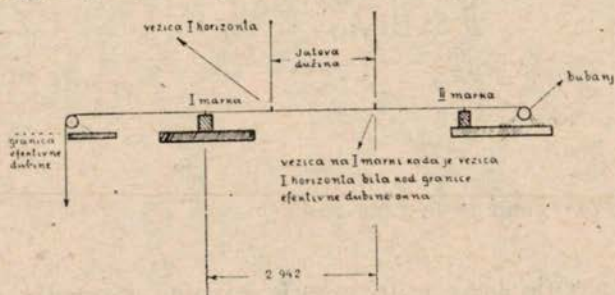 vezica I horizonta
Jutova
dužina
I marka
II marka
bubanj
granica
efektivne
dubine
vezica na I marki kada je vezica
I horizonta bila kod granice
efektivne dubine okna
2 942